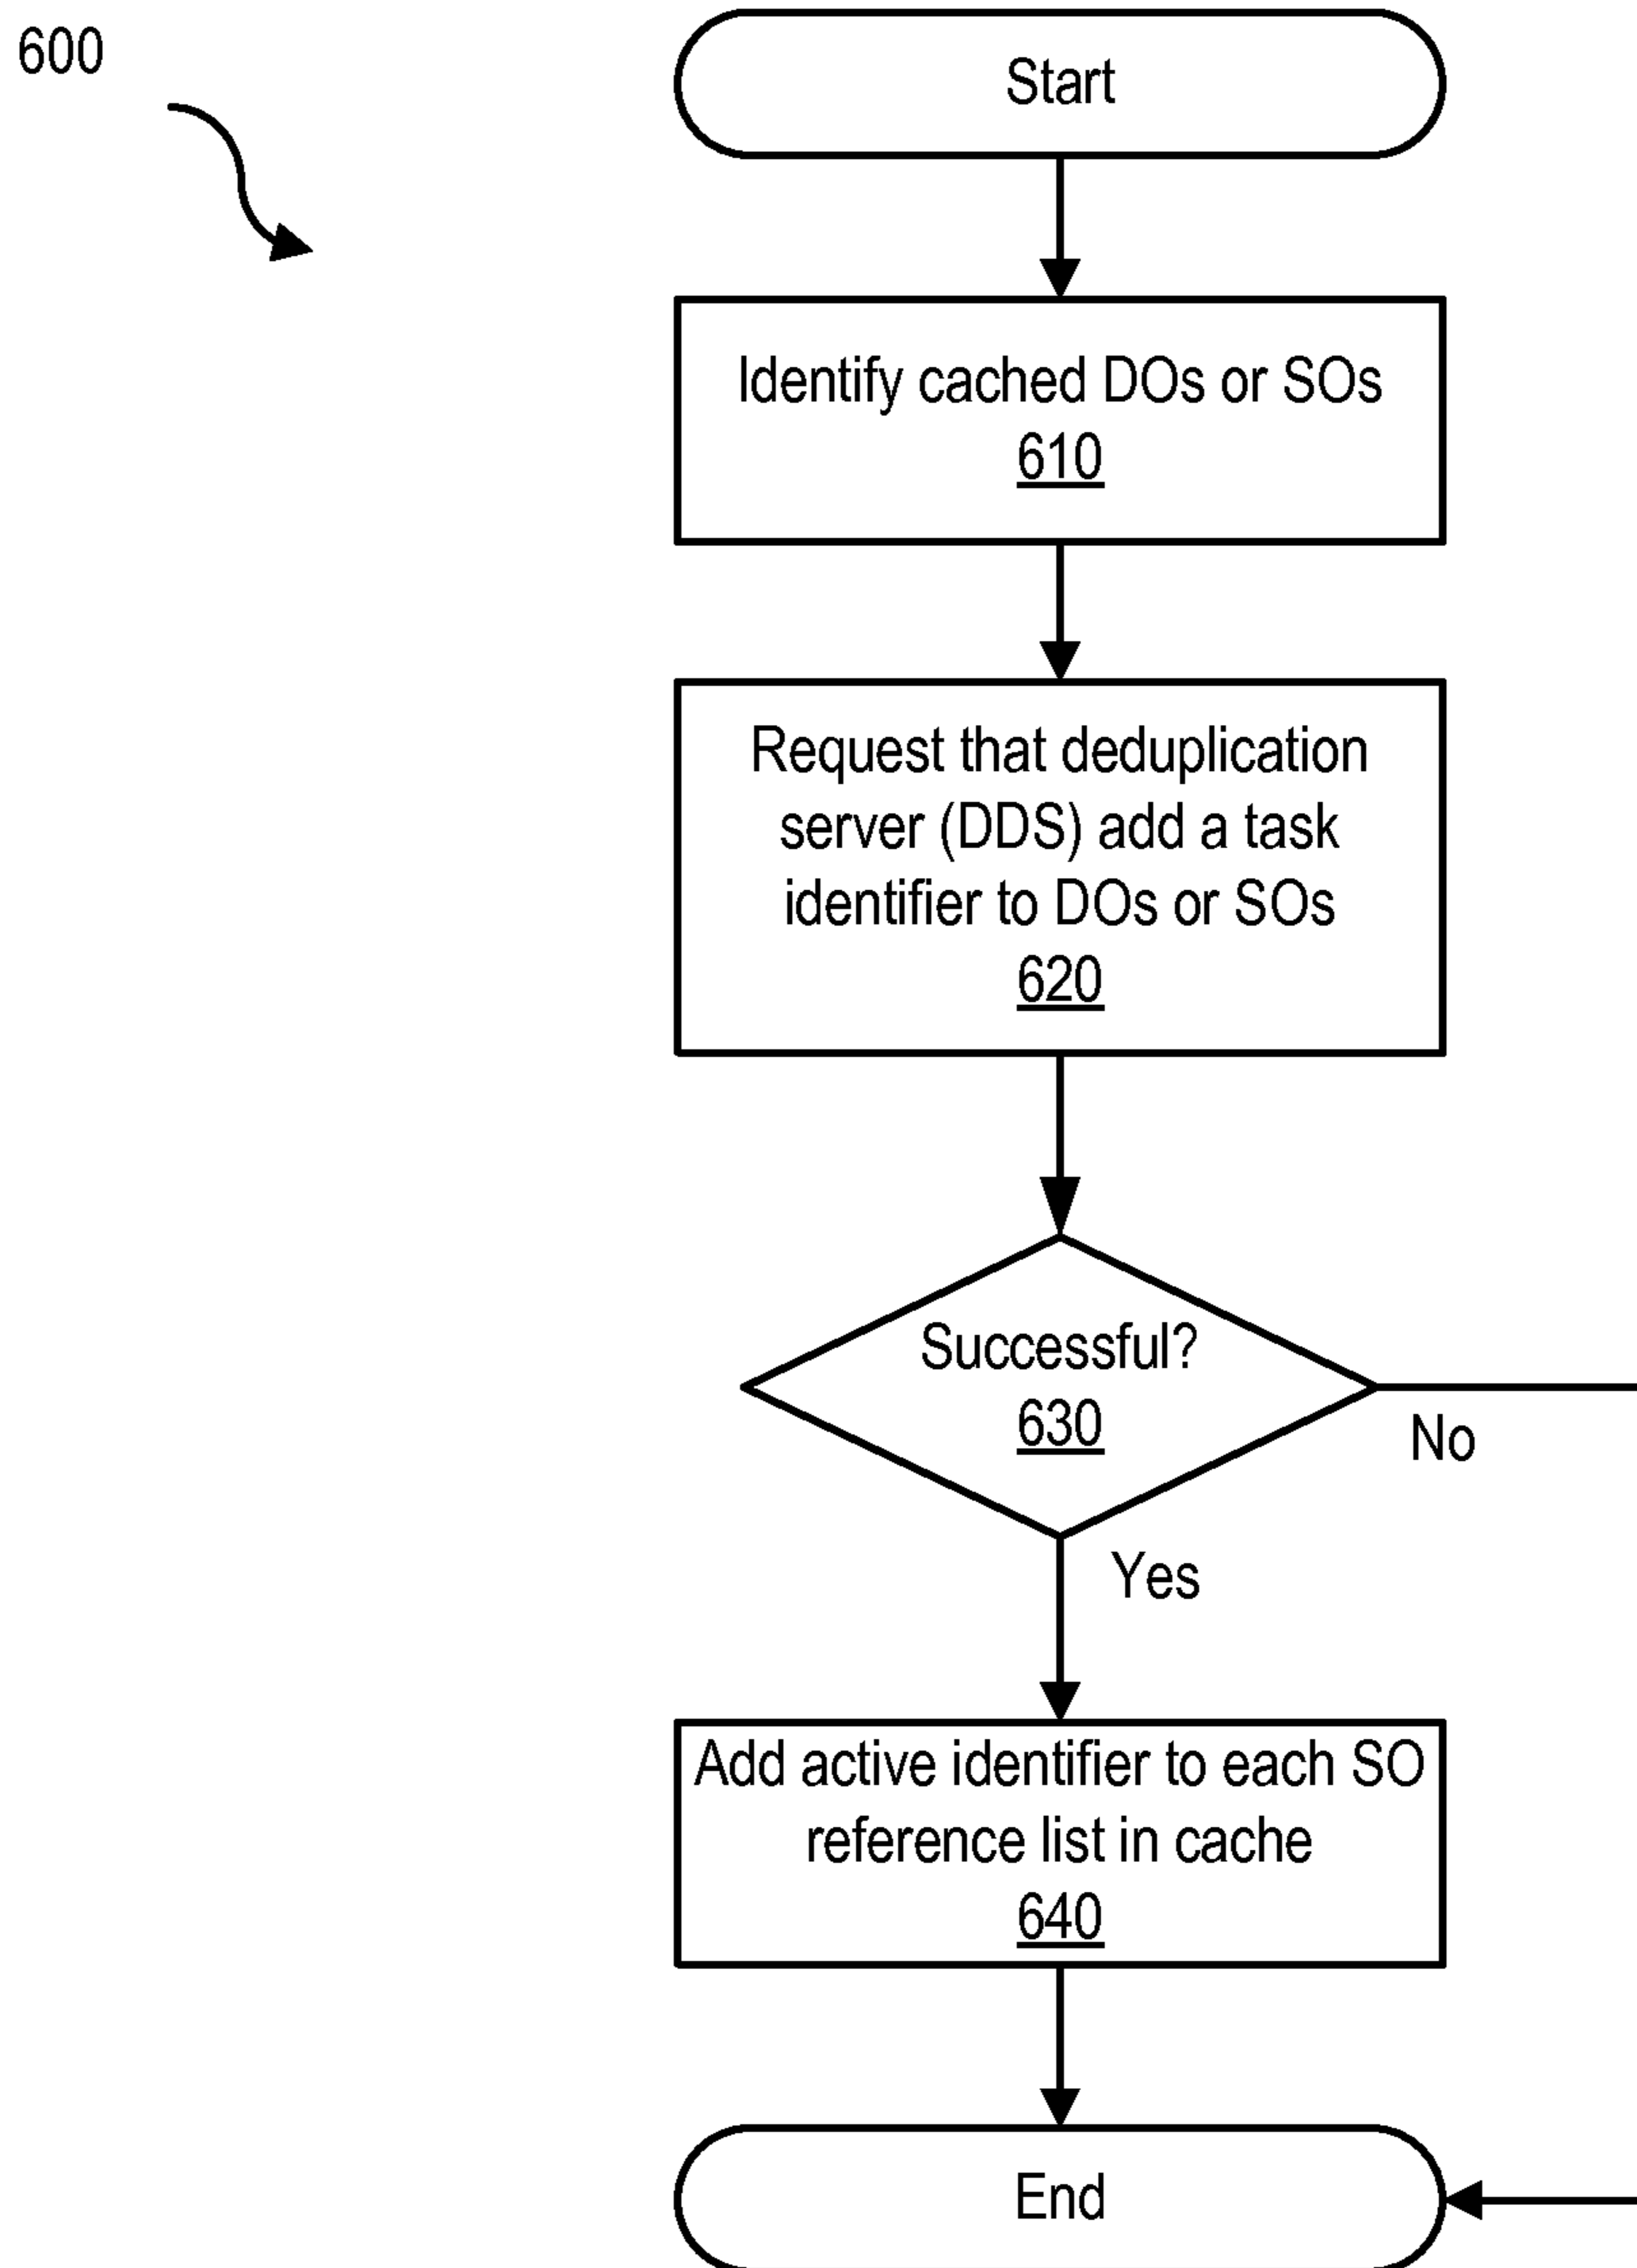 600
Start
Identify cached DOs or SOs
610
Request that deduplication
server (DDS) add a task
identifier to DOs or SOs
620
Successful?
630
No
Yes
Add active identifier to each SO
reference list in cache
640
End